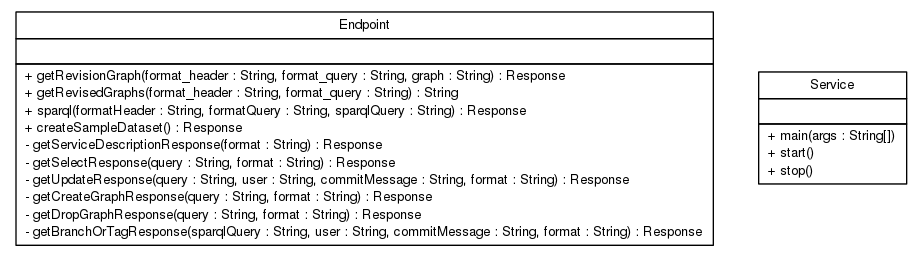 Endpoint
+ getRevisionGraph(format_header : String, format_query : String, graph : String) : Response
+ getRevisedGraphs(format_header : String, format_query : String) : String
+ sparql(formatHeader : String, formatQuery : String, sparqlQuery : String) : Response
+ createSampleDataset() : Response
- getServiceDescriptionResponse(format : String) : Response
- getSelectResponse(query : String, format : String) : Response
- getUpdateResponse(query : String, user : String, commitMessage : String, format : String) : Response
- getCreateGraphResponse(query : String, format : String) : Response
- getDropGraphResponse(query : String, format : String) : Response
- getBranchOrTagResponse(sparqlQuery : String, user : String, commitMessage : String, format : String) : Response
Service
+ main(args : String[])
+ start()
+ stop()